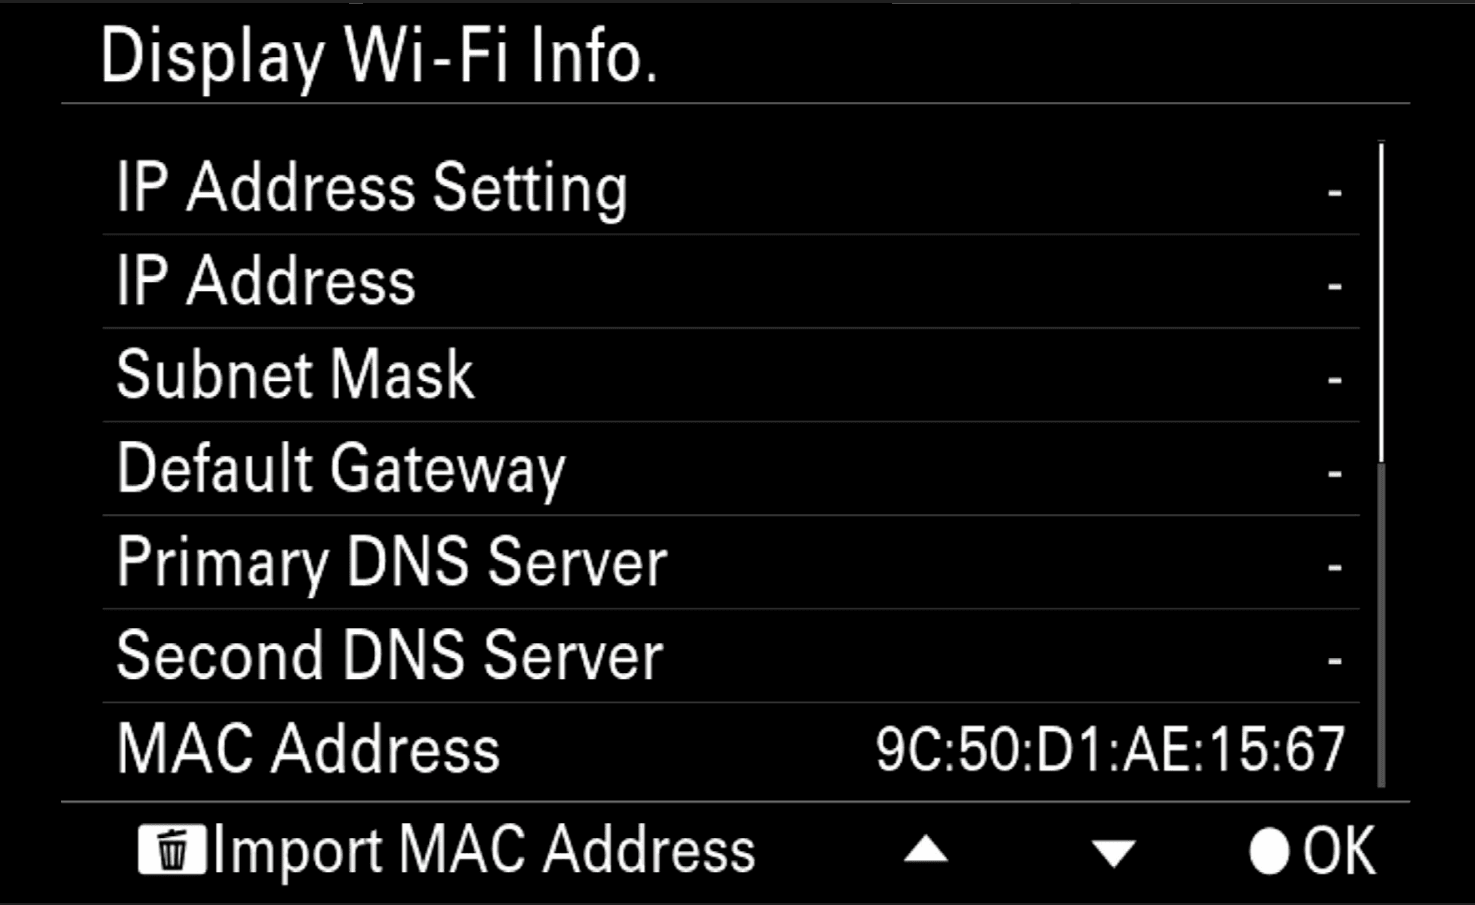 Display Wi-Fi Info.
IP Address Setting -
IP Address -
Subnet Mask -
Default Gateway -
Primary DNS Server -
Second DNS Server -
MAC Address 9C:50:D1:AE:15:67
Import MAC Address OK